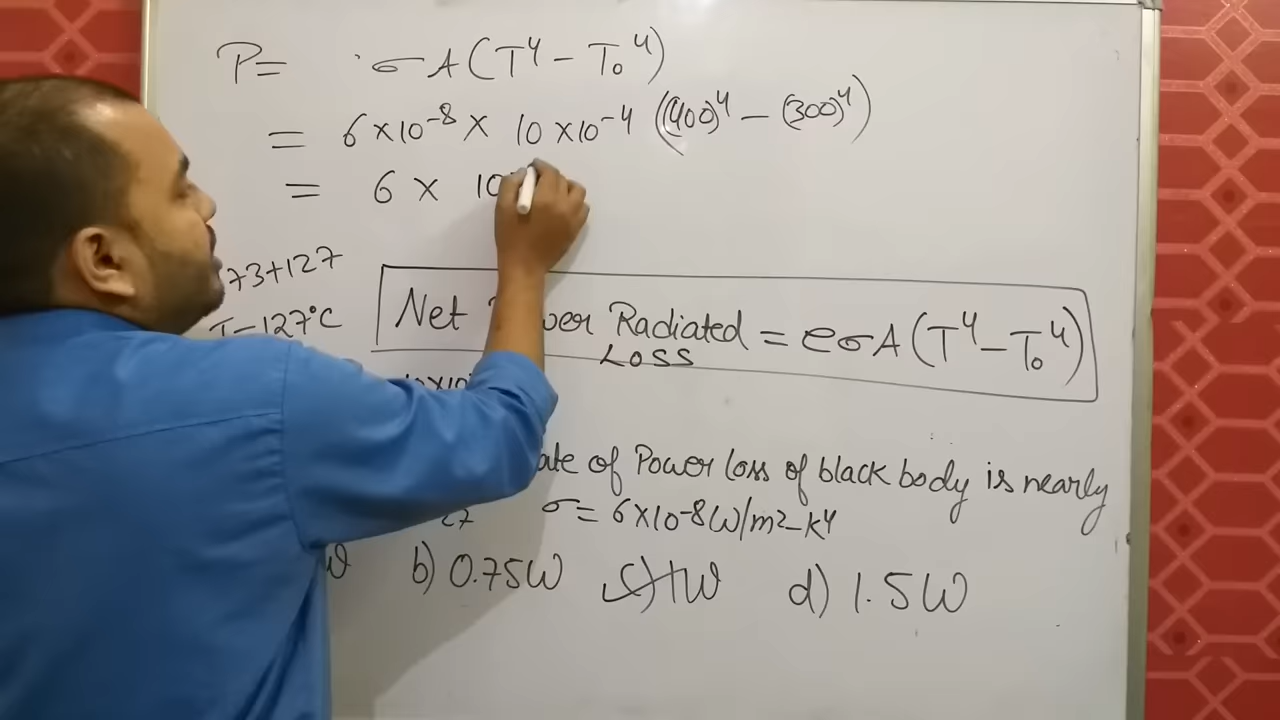 P= σA(T⁴ – T₀⁴)
= 6×10⁻⁸ × 10×10⁻⁴ ((400)⁴ – (300)⁴)
= 6 × 10
73+127
T–127°C
Net Radiated = eσA(T⁴–T₀⁴)
Loss
of Power loss of black body is nearly
27 σ= 6×10⁻⁸W/m²–k⁴
W b) 0.75W c) 1W d) 1.5W